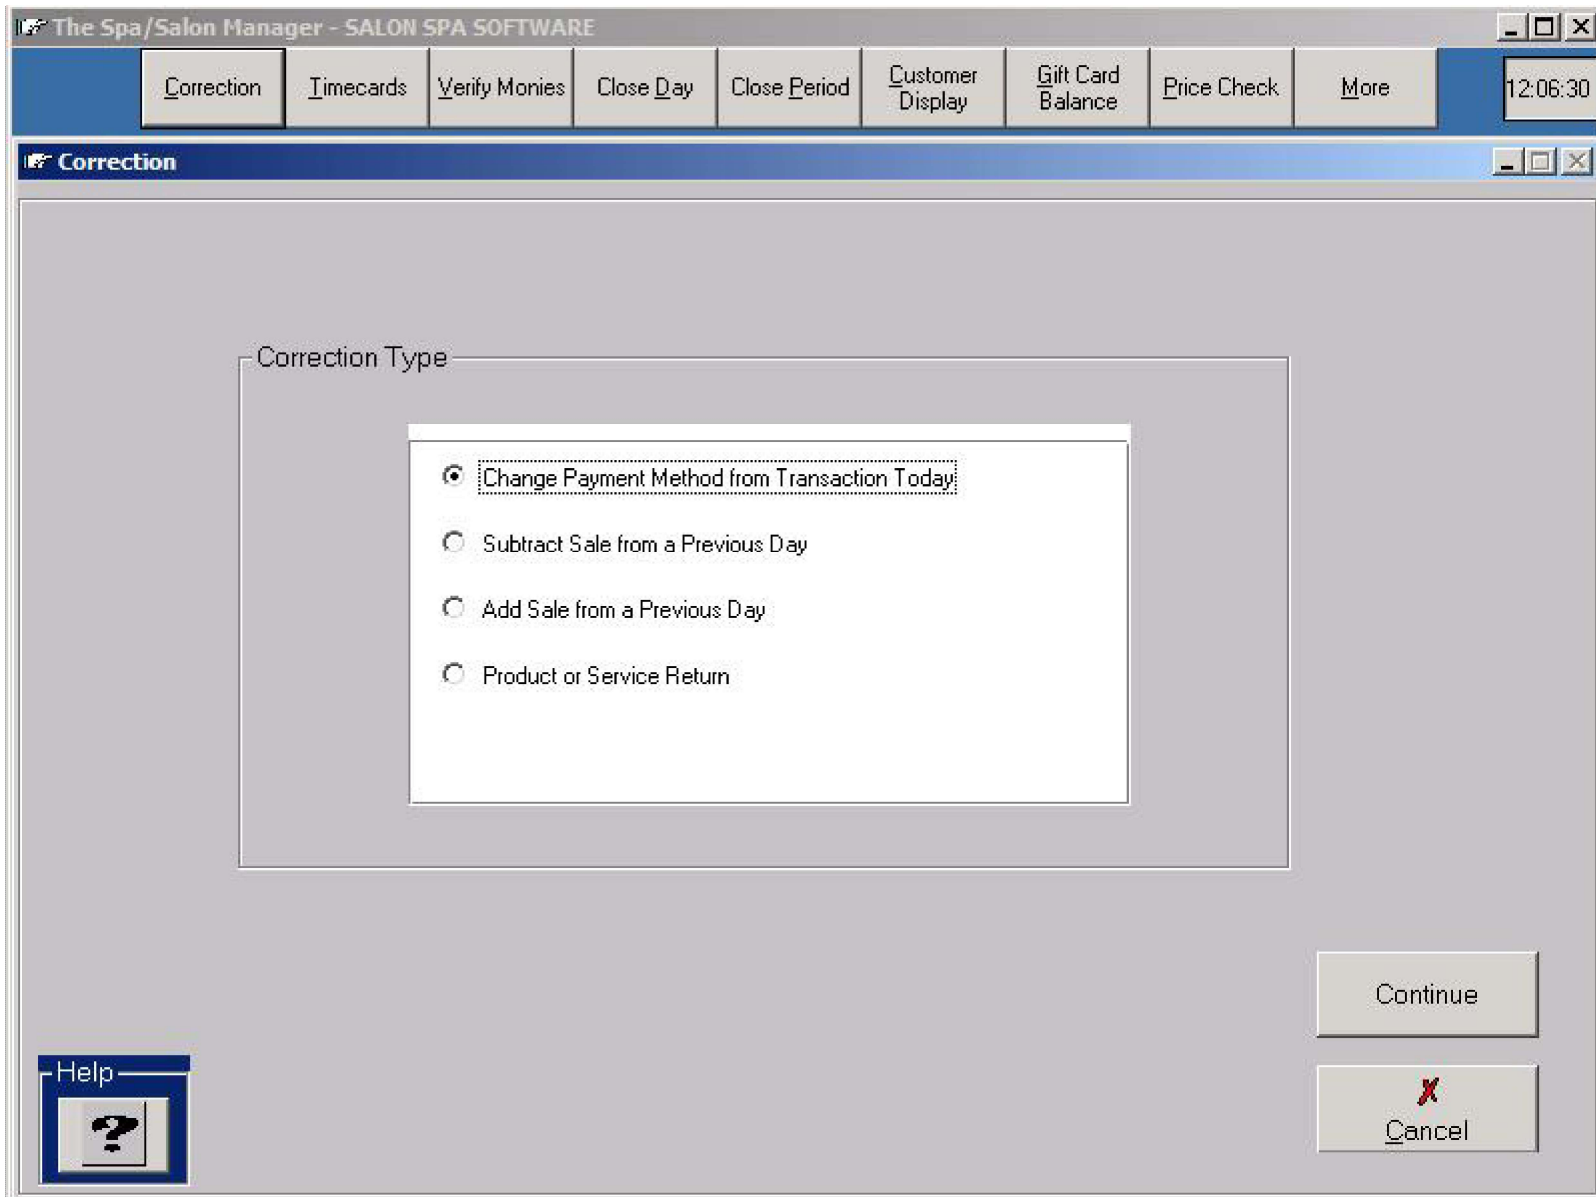 The Spa/Salon Manager - SALON SPA SOFTWARE
Correction Timecards Verify Monies Close Day Close Period Customer Display Gift Card Balance Price Check More 12:06:30
Correction
Correction Type
Change Payment Method from Transaction Today
Subtract Sale from a Previous Day
Add Sale from a Previous Day
Product or Service Return
Continue
Help
?
Cancel